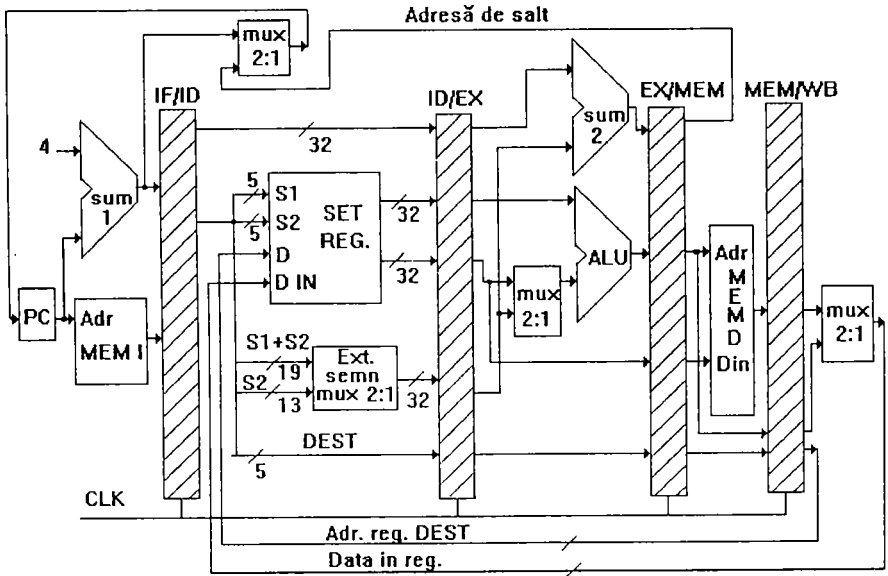 Adresă de salt
mux
2:1
IF/ID
ID/EX
EX/MEM
MEM/WB
4
sum
1
32
sum
2
5
S1
5
S2
SET
REG.
D
D IN
32
32
ALU
mux
2:1
Adr
M
E
M
D
Din
mux
2:1
PC
Adr
MEM I
S1+S2
19
S2
13
Ext.
semn
mux 2:1
32
DEST
5
CLK
Adr. reg. DEST
Data in reg.